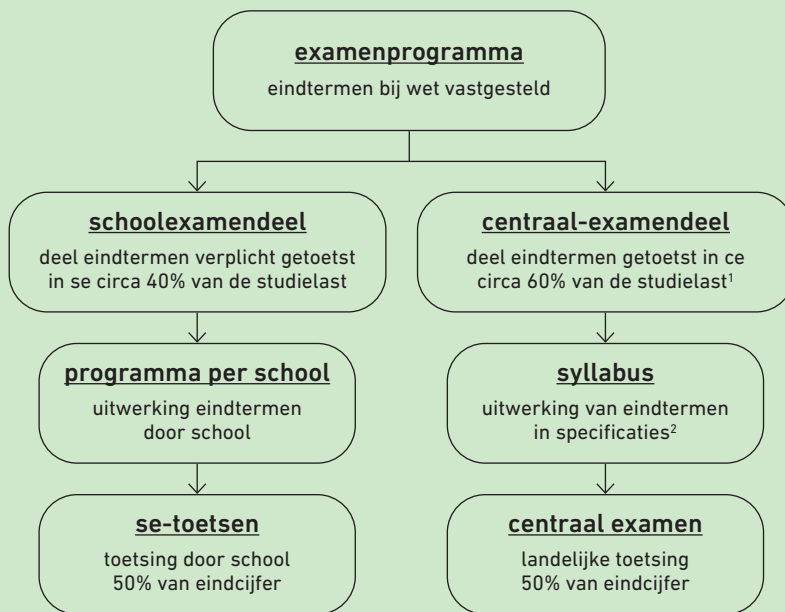 examenprogramma
eindtermen bij wet vastgesteld
schoolexamendeel
deel eindtermen verplicht getoetst
in se circa 40% van de studielast
centraal-examendeel
deel eindtermen getoetst in ce
circa 60% van de studielast¹
programma per school
uitwerking eindtermen
door school
syllabus
uitwerking van eindtermen
in specificaties²
se-toetsen
toetsing door school
50% van eindcijfer
centraal examen
landelijke toetsing
50% van eindcijfer